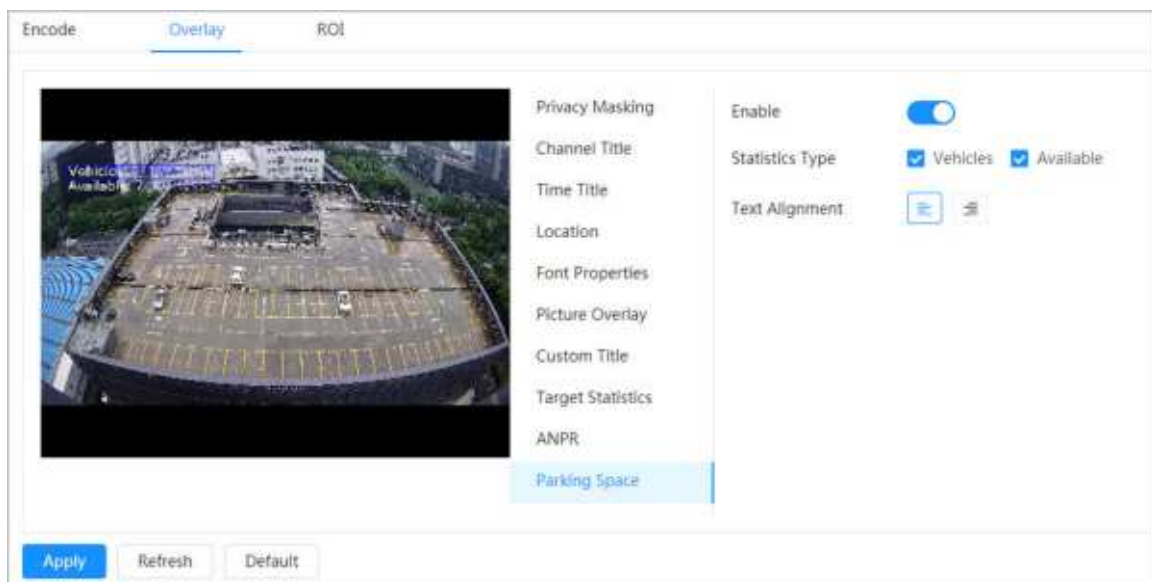 Encode Overlay ROI
Privacy Masking
Channel Title
Time Title
Location
Font Properties
Picture Overlay
Custom Title
Target Statistics
ANPR
Parking Space
Enable
Statistics Type Vehicles Available
Text Alignment
Available
Apply Refresh Default